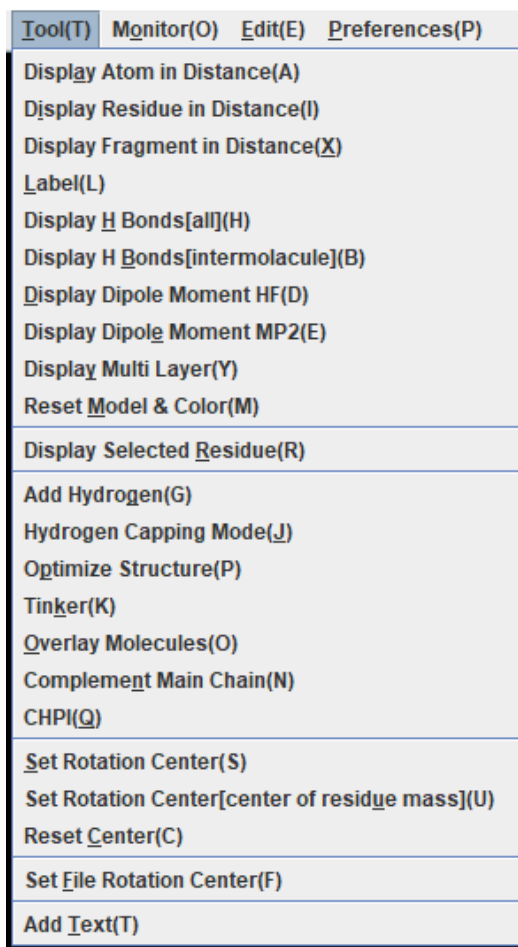 Tool(T) Monitor(O) Edit(E) Preferences(P)
Display Atom in Distance(A)
Display Residue in Distance(I)
Display Fragment in Distance(X)
Label(L)
Display H Bonds[all](H)
Display H Bonds[intermolacule](B)
Display Dipole Moment HF(D)
Display Dipole Moment MP2(E)
Display Multi Layer(Y)
Reset Model & Color(M)
Display Selected Residue(R)
Add Hydrogen(G)
Hydrogen Capping Mode(J)
Optimize Structure(P)
Tinker(K)
Overlay Molecules(O)
Complement Main Chain(N)
CHPI(Q)
Set Rotation Center(S)
Set Rotation Center[center of residue mass](U)
Reset Center(C)
Set File Rotation Center(F)
Add Text(T)